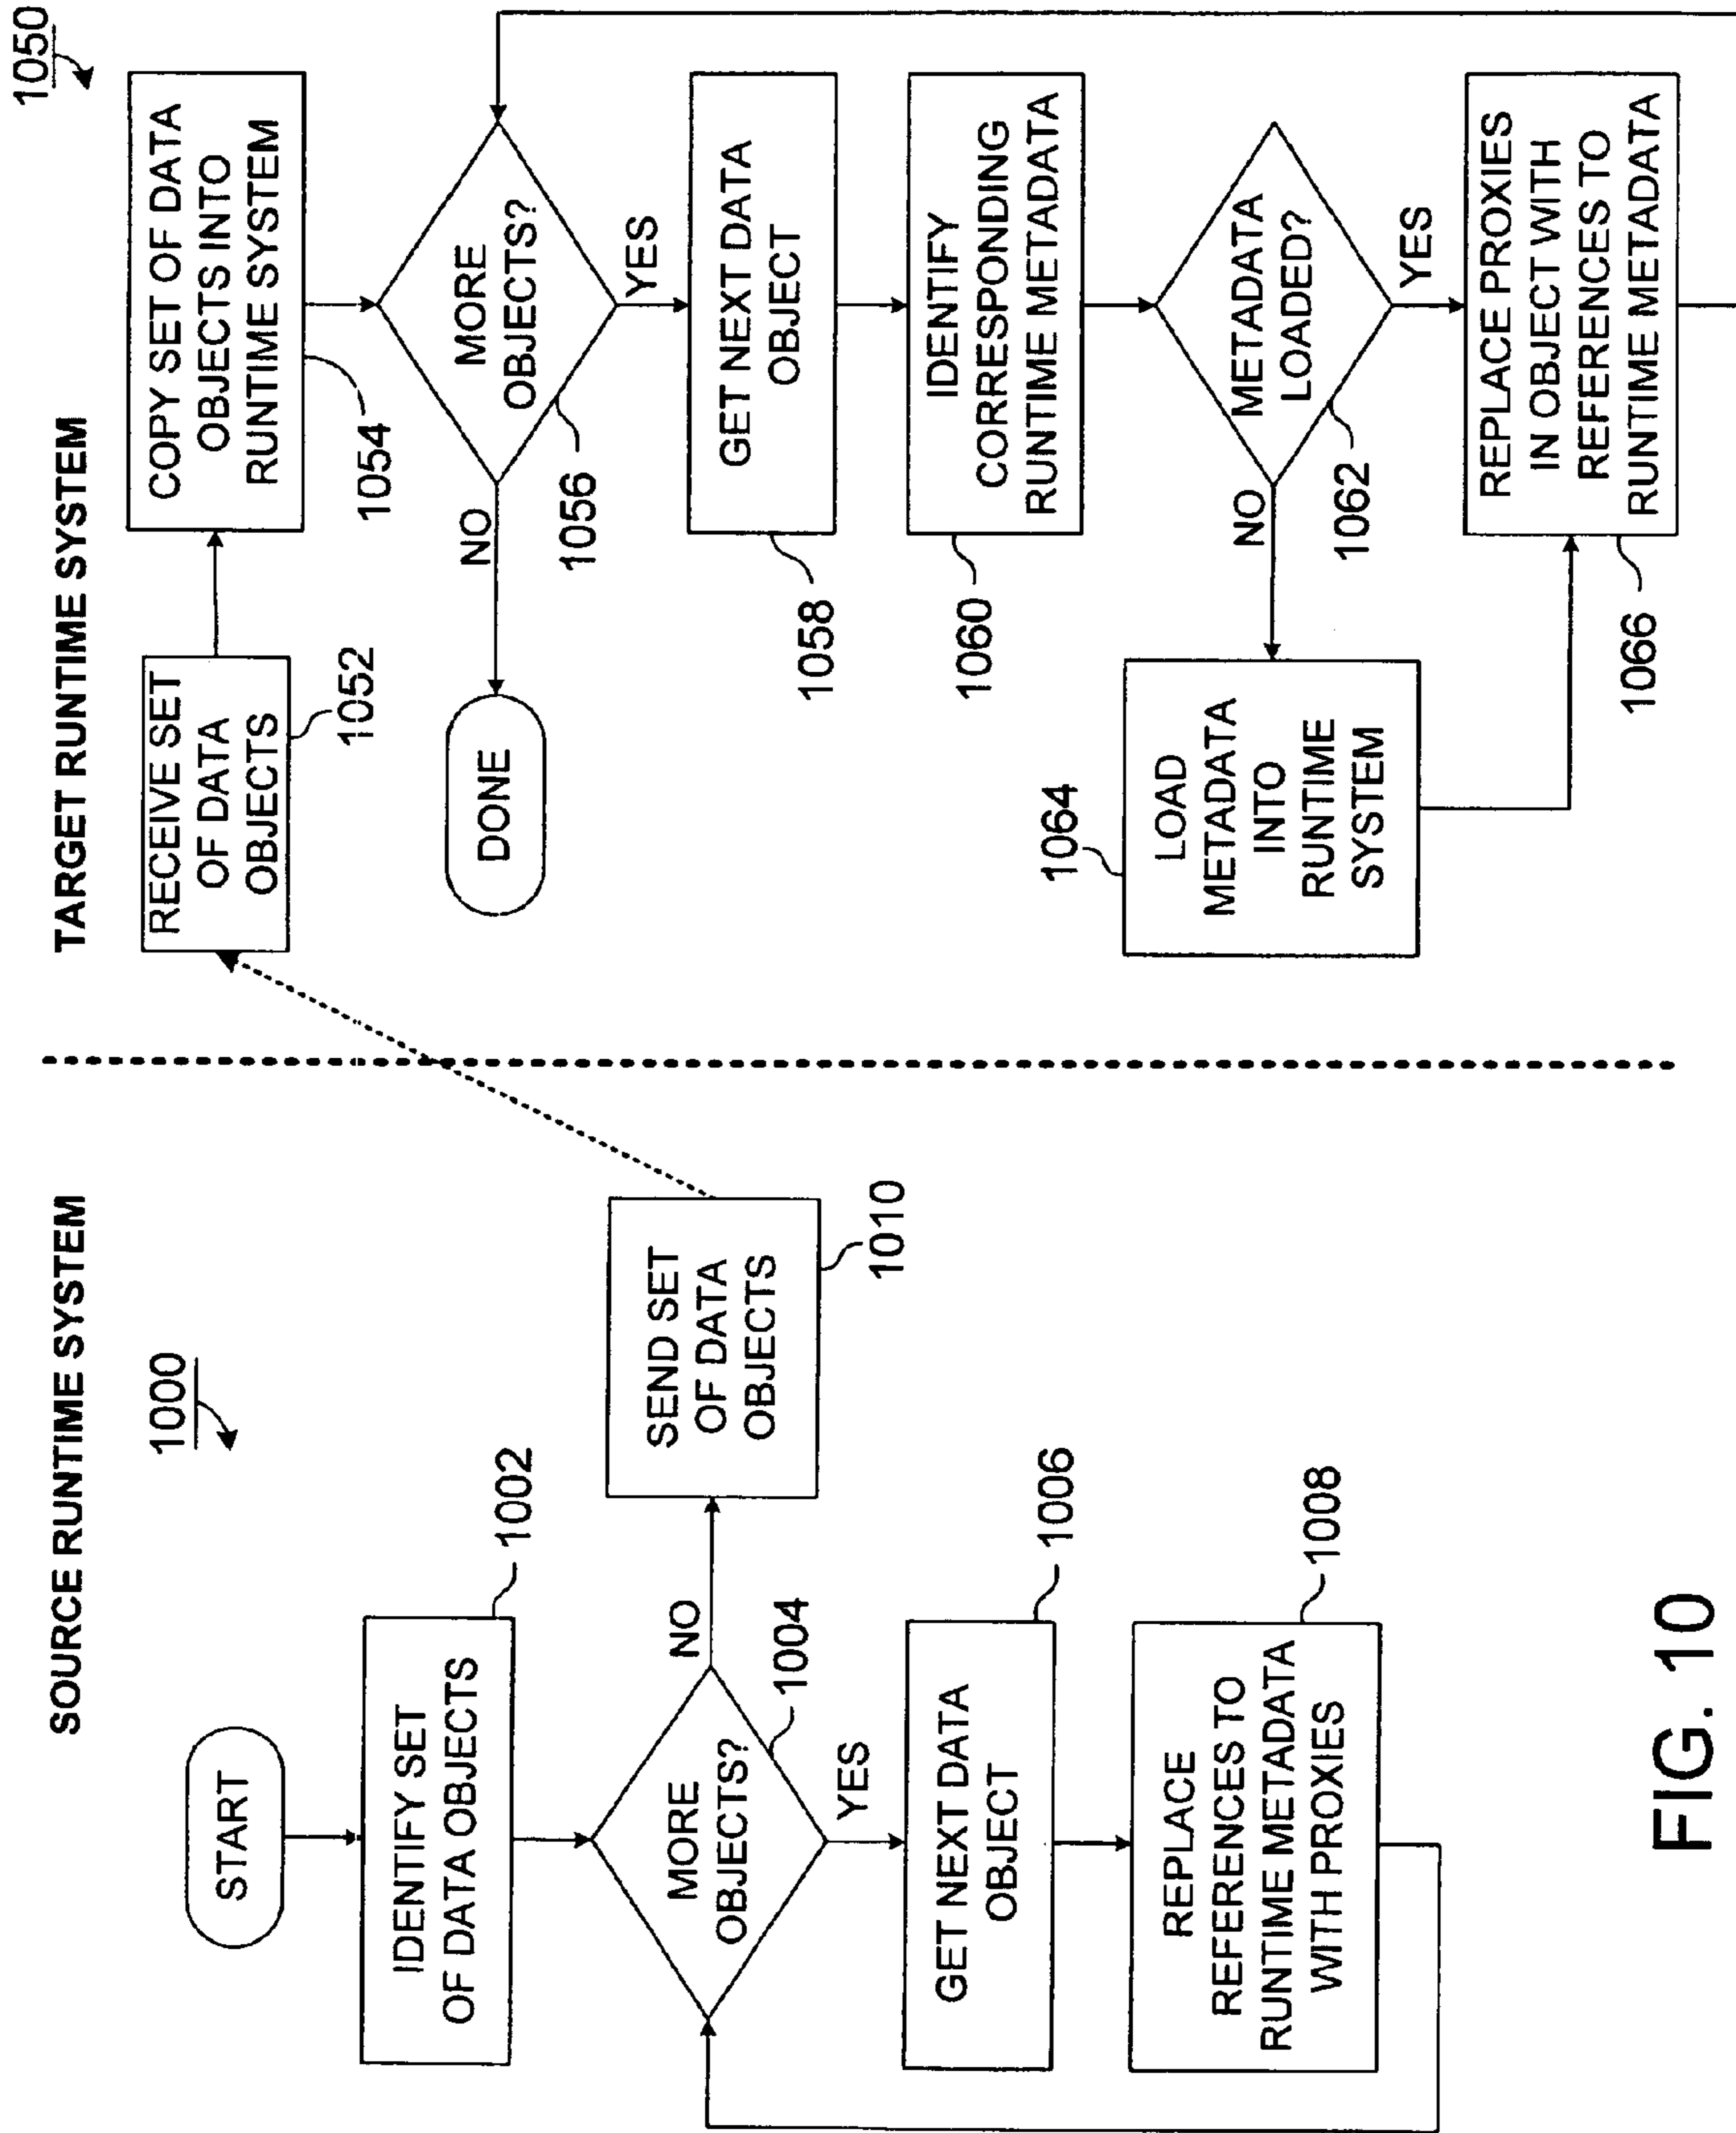 SOURCE RUNTIME SYSTEM
1000
START
IDENTIFY SET
OF DATA OBJECTS
1002
MORE
OBJECTS?
1004
NO
YES
SEND SET
OF DATA
OBJECTS
1010
GET NEXT DATA
OBJECT
1006
REPLACE
REFERENCES TO
RUNTIME METADATA
WITH PROXIES
1008
TARGET RUNTIME SYSTEM
1050
RECEIVE SET
OF DATA
OBJECTS
1052
COPY SET OF DATA
OBJECTS INTO
RUNTIME SYSTEM
1054
MORE
OBJECTS?
1056
NO
YES
DONE
GET NEXT DATA
OBJECT
1058
IDENTIFY
CORRESPONDING
RUNTIME METADATA
1060
METADATA
LOADED?
1062
NO
YES
LOAD
METADATA
INTO
RUNTIME
SYSTEM
1064
REPLACE PROXIES
IN OBJECT WITH
REFERENCES TO
RUNTIME METADATA
1066
FIG. 10